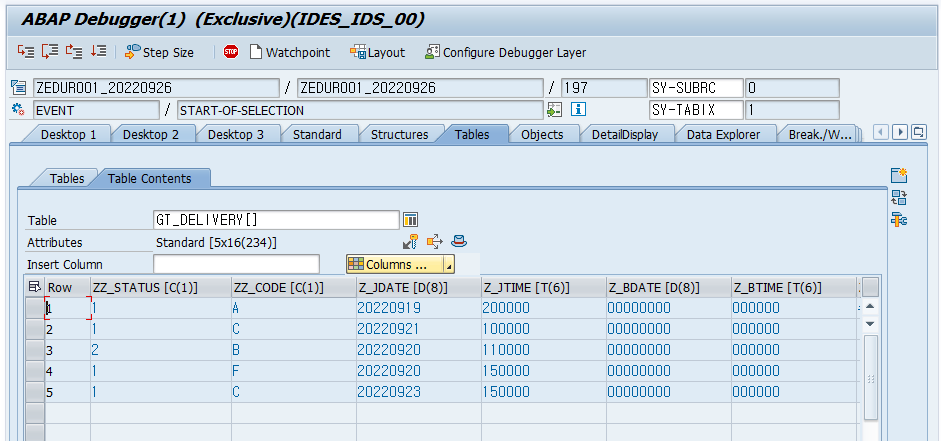 ABAP Debugger(1) (Exclusive)(IDES_IDS_00)
Step Size STOP Watchpoint Layout Configure Debugger Layer
ZEDUR001_20220926 / ZEDUR001_20220926 / 197 SY-SUBRC 0
EVENT / START-OF-SELECTION SY-TABIX 1
Desktop 1 Desktop 2 Desktop 3 Standard Structures Tables Objects DetailDisplay Data Explorer Break./W...
Tables Table Contents
Table GT_DELIVERY[]
Attributes Standard [5x16(234)]
Insert Column Columns ...
Row ZZ_STATUS [C(1)] ZZ_CODE [C(1)] Z_JDATE [D(8)] Z_JTIME [T(6)] Z_BDATE [D(8)] Z_BTIME [T(6)]
1 1 A 20220919 200000 00000000 000000
2 1 C 20220921 100000 00000000 000000
3 2 B 20220920 110000 00000000 000000
4 1 F 20220920 150000 00000000 000000
5 1 C 20220923 150000 00000000 000000